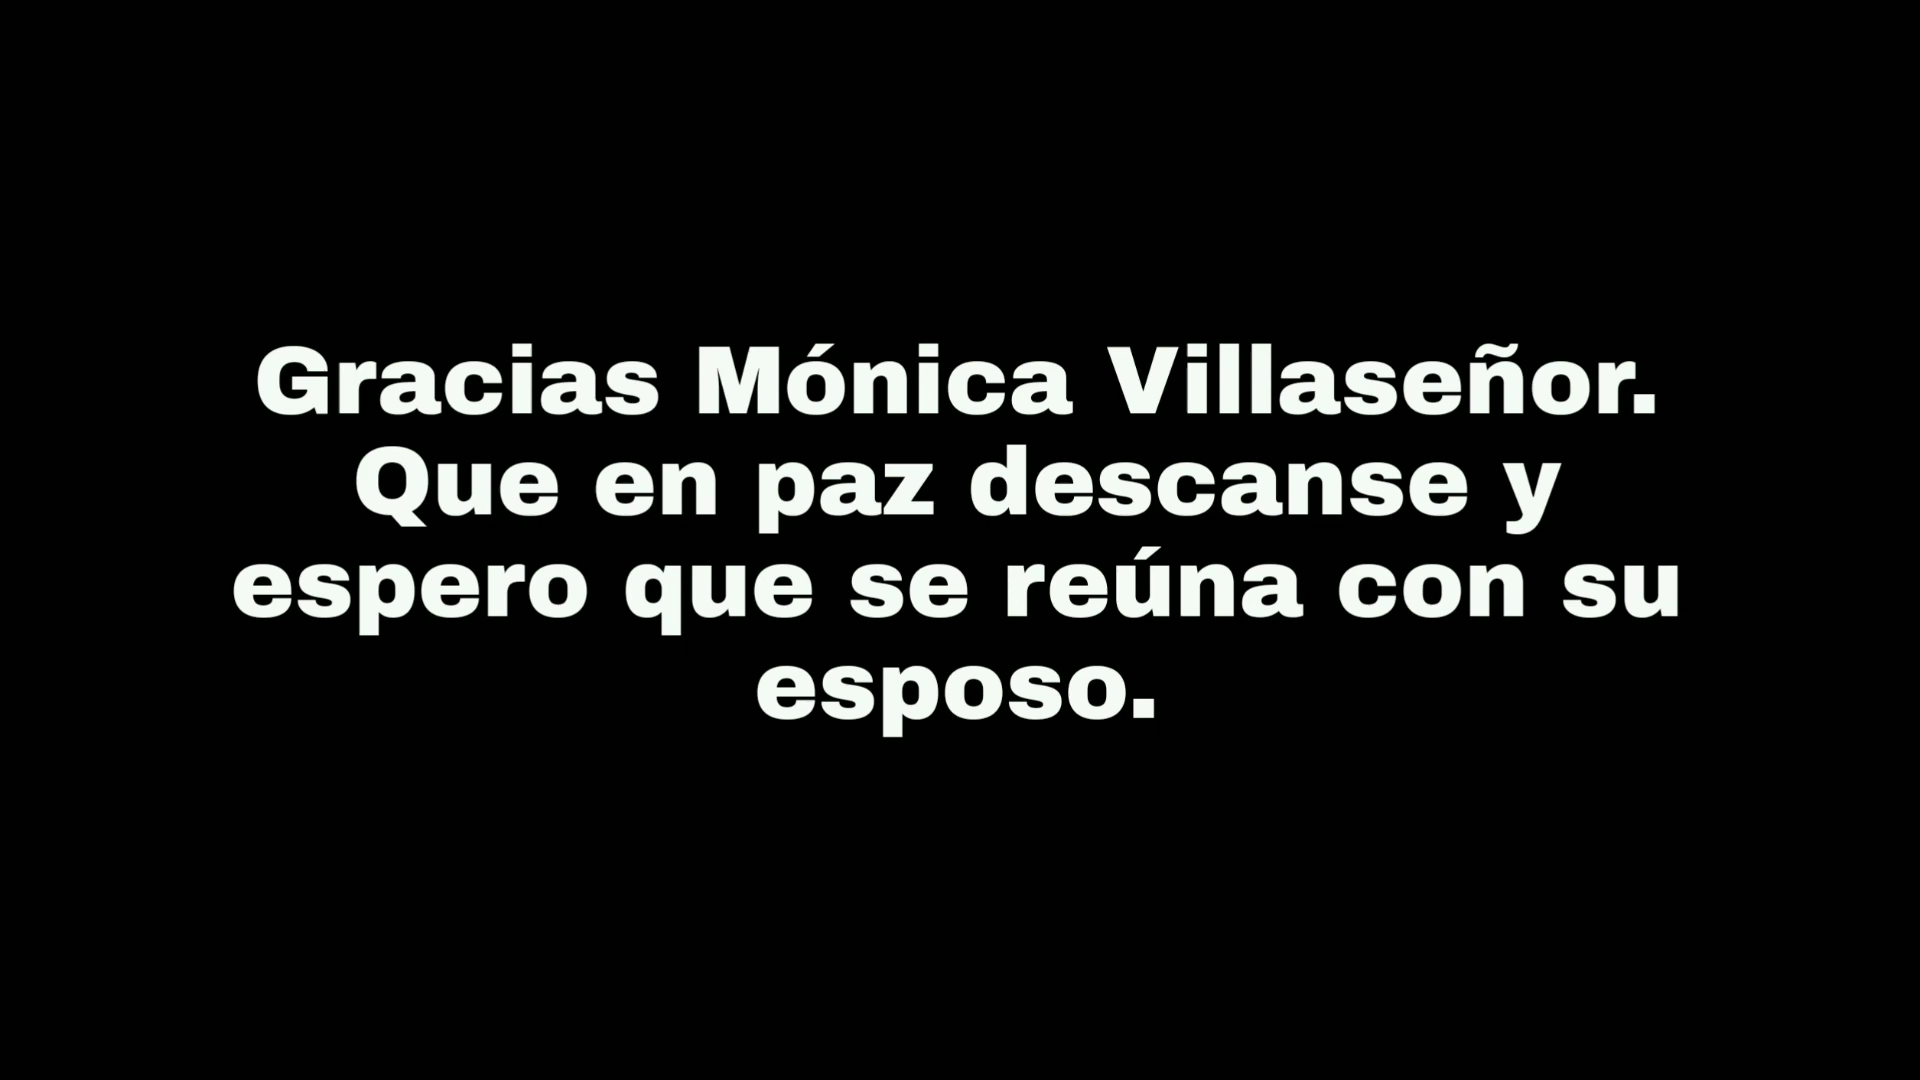 Gracias Mónica Villaseñor.
Que en paz descanse y
espero que se reúna con su
esposo.